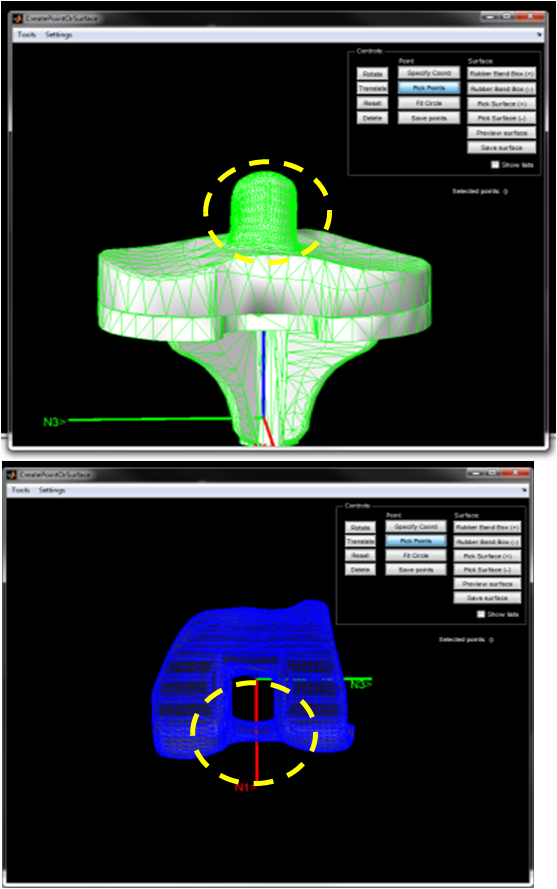 CreatePointOrSurface
Tools Settings
Controls:
Point: Surface:
Rotate Specify Coord Rubber Band Box (+)
Translate Pick Points Rubber Band Box (-)
Reset Fit Circle Pick Surface (+)
Delete Save points Pick Surface (-)
Preview surface
Save surface
Show lists
Selected points: 0
N3>
CreatePointOrSurface
Tools Settings
Controls:
Point: Surface:
Rotate Specify Coord Rubber Band Box (+)
Translate Pick Points Rubber Band Box (-)
Reset Fit Circle Pick Surface (+)
Delete Save points Pick Surface (-)
Preview surface
Save surface
Show lists
Selected points: 0
N3>
N1>